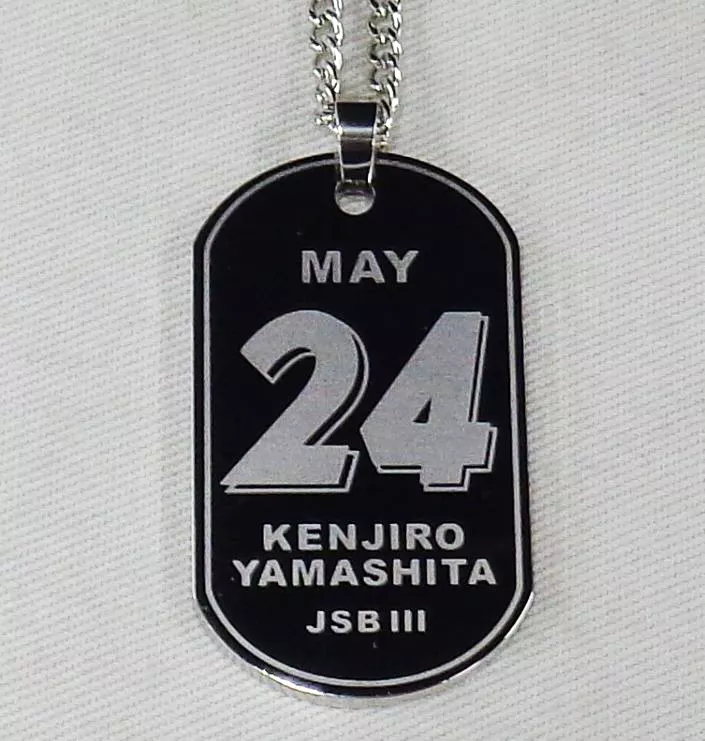 MAY
24
KENJIRO
YAMASHITA
JSB III